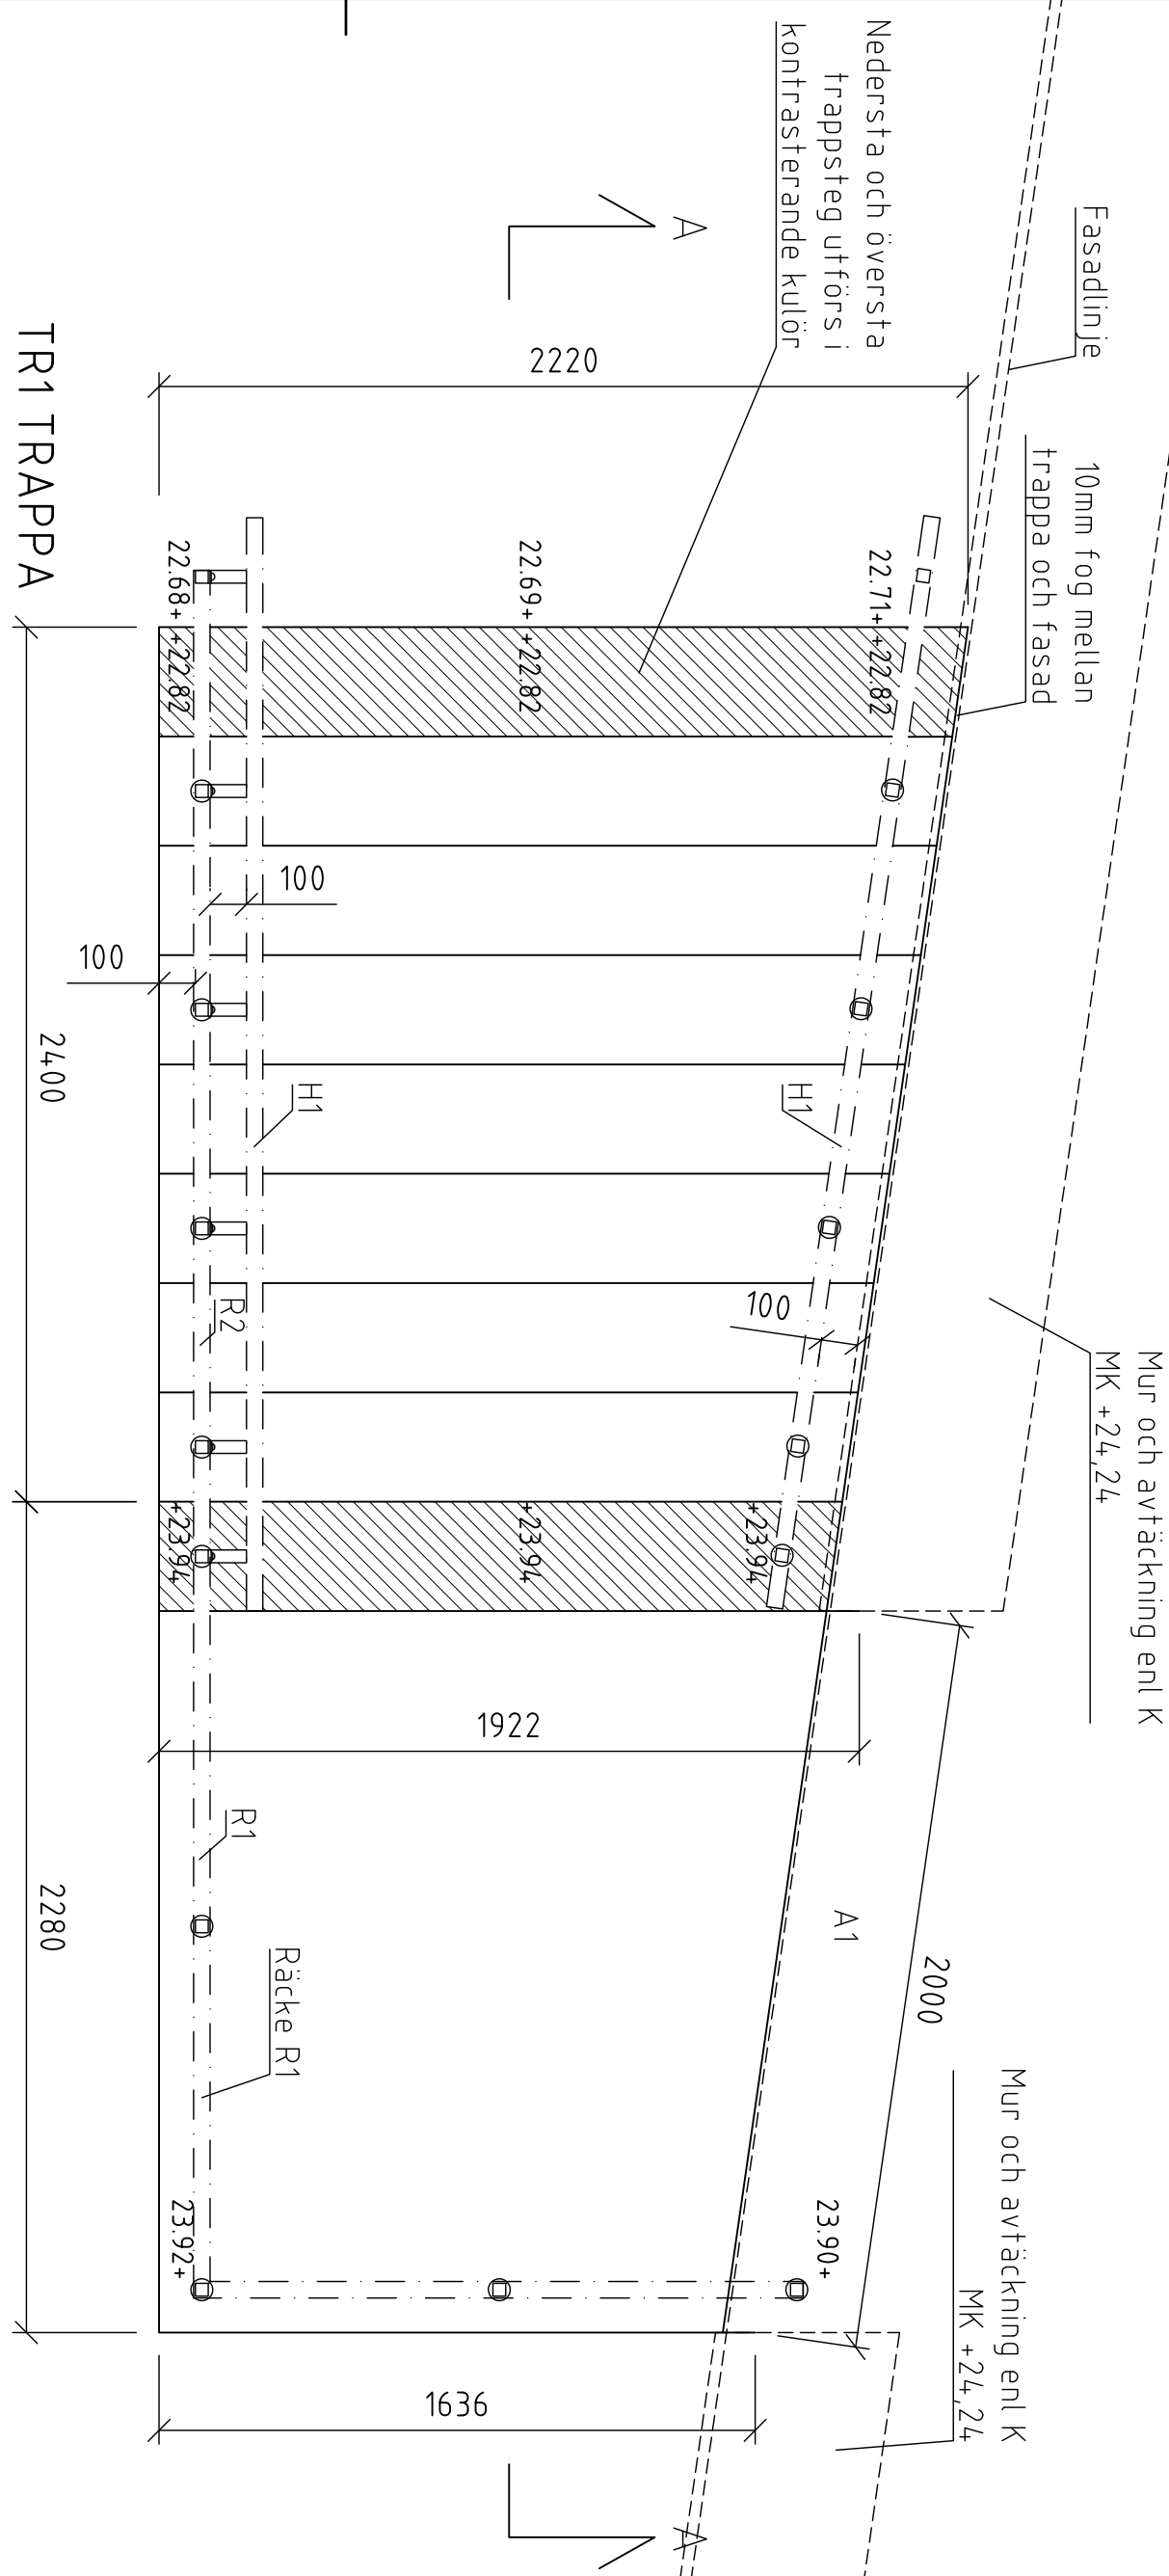 Fasadlinje
Nedersta och översta
trappsteg utförs i
kontrasterande kulör
A
2220
10mm fog mellan
trappa och fasad
TR1 TRAPPA
22.71+ +22.82
22.69+ +22.82
22.68+ +22.82
100
100
2400
H1
H1
R2
100
Mur och avtäckning enl K
MK +24,24
+23.94
+23.94
+23.94
1922
R1
A1
2000
2280
Räcke R1
Mur och avtäckning enl K
MK +24,24
23.90+
23.92+
1636
A